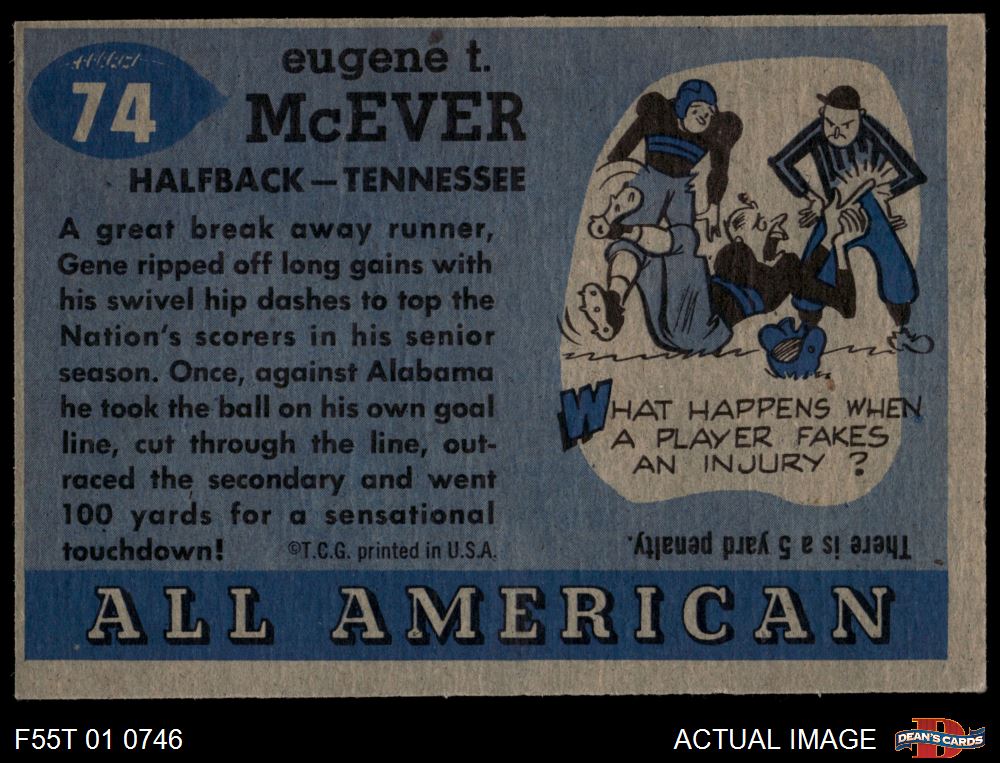 74
eugene t.
McEVER
HALFBACK — TENNESSEE
A great break away runner,
Gene ripped off long gains with
his swivel hip dashes to top the
Nation's scorers in his senior
season. Once, against Alabama
he took the ball on his own goal
line, cut through the line, out-
raced the secondary and went
100 yards for a sensational
touchdown!
©T.C.G. printed in U.S.A.
WHAT HAPPENS WHEN
A PLAYER FAKES
AN INJURY ?
There is a 5 yard penalty.
ALL AMERICAN
F55T 01 0746
ACTUAL IMAGE
DEAN'S CARDS